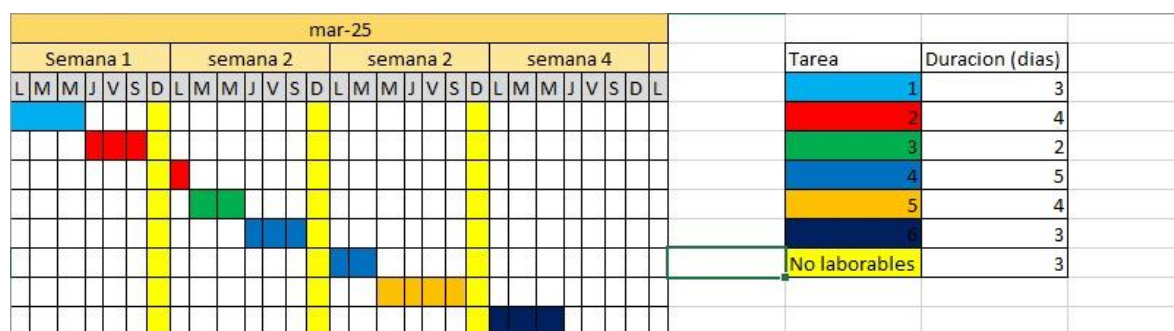 mar-25
Semana 1 semana 2 semana 2 semana 4
L M M J V S D L M M J V S D L M M J V S D L M M J V S D L
Tarea Duracion (dias)
1 3
2 4
3 2
4 5
5 4
6 3
No laborables 3